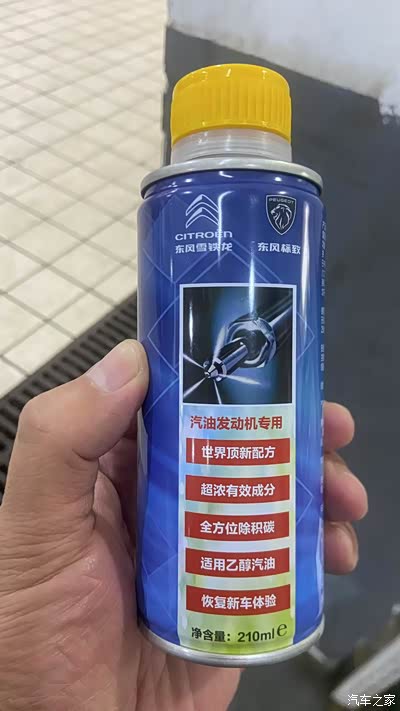 CITROËN
东风雪铁龙
PEUGEOT
东风标致
汽油发动机专用
世界顶新配方
超浓有效成分
全方位除积碳
适用乙醇汽油
恢复新车体验
净含量：210ml e
汽车之家